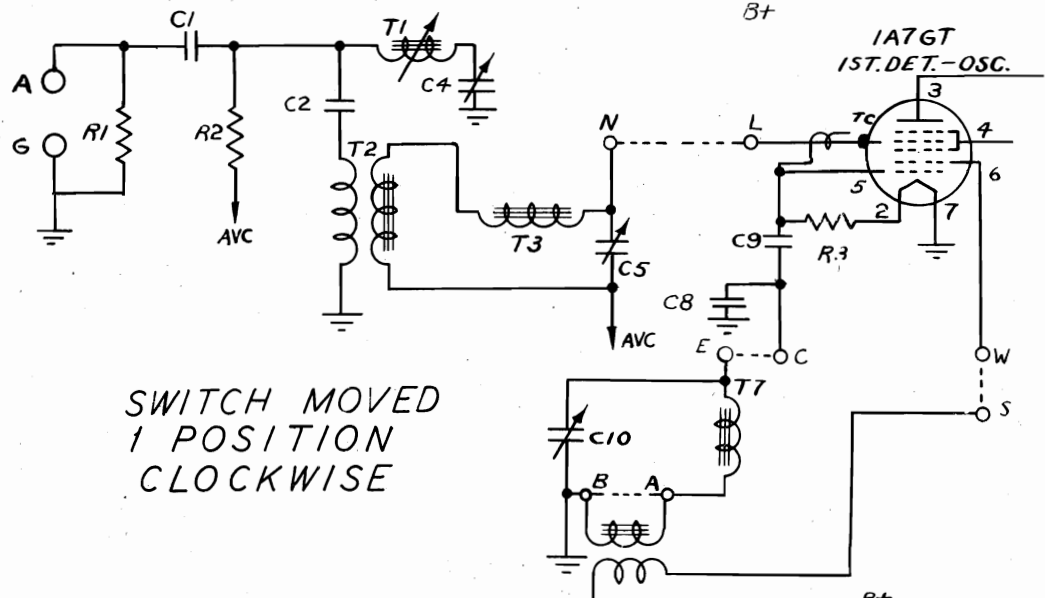 B+
C1
T1
1A7GT
1ST. DET.-OSC.
3
A
C4
C2
N
L
TC
4
G
R1
R2
T2
6
5
2
7
AVC
T3
C9
R3
C5
C8
AVC
E
C
W
T7
S
SWITCH MOVED
1 POSITION
CLOCKWISE
C10
B
A
B+